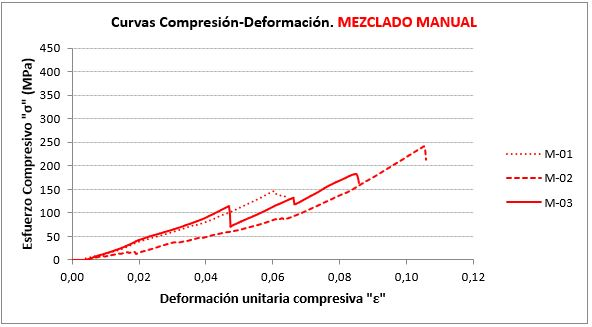 Curvas Compresión-Deformación. MEZCLADO MANUAL
Esfuerzo Compresivo "σ" (MPa)
450
400
350
300
250
200
150
100
50
0
0,00 0,02 0,04 0,06 0,08 0,10 0,12
Deformación unitaria compresiva "ε"
M-01
M-02
M-03